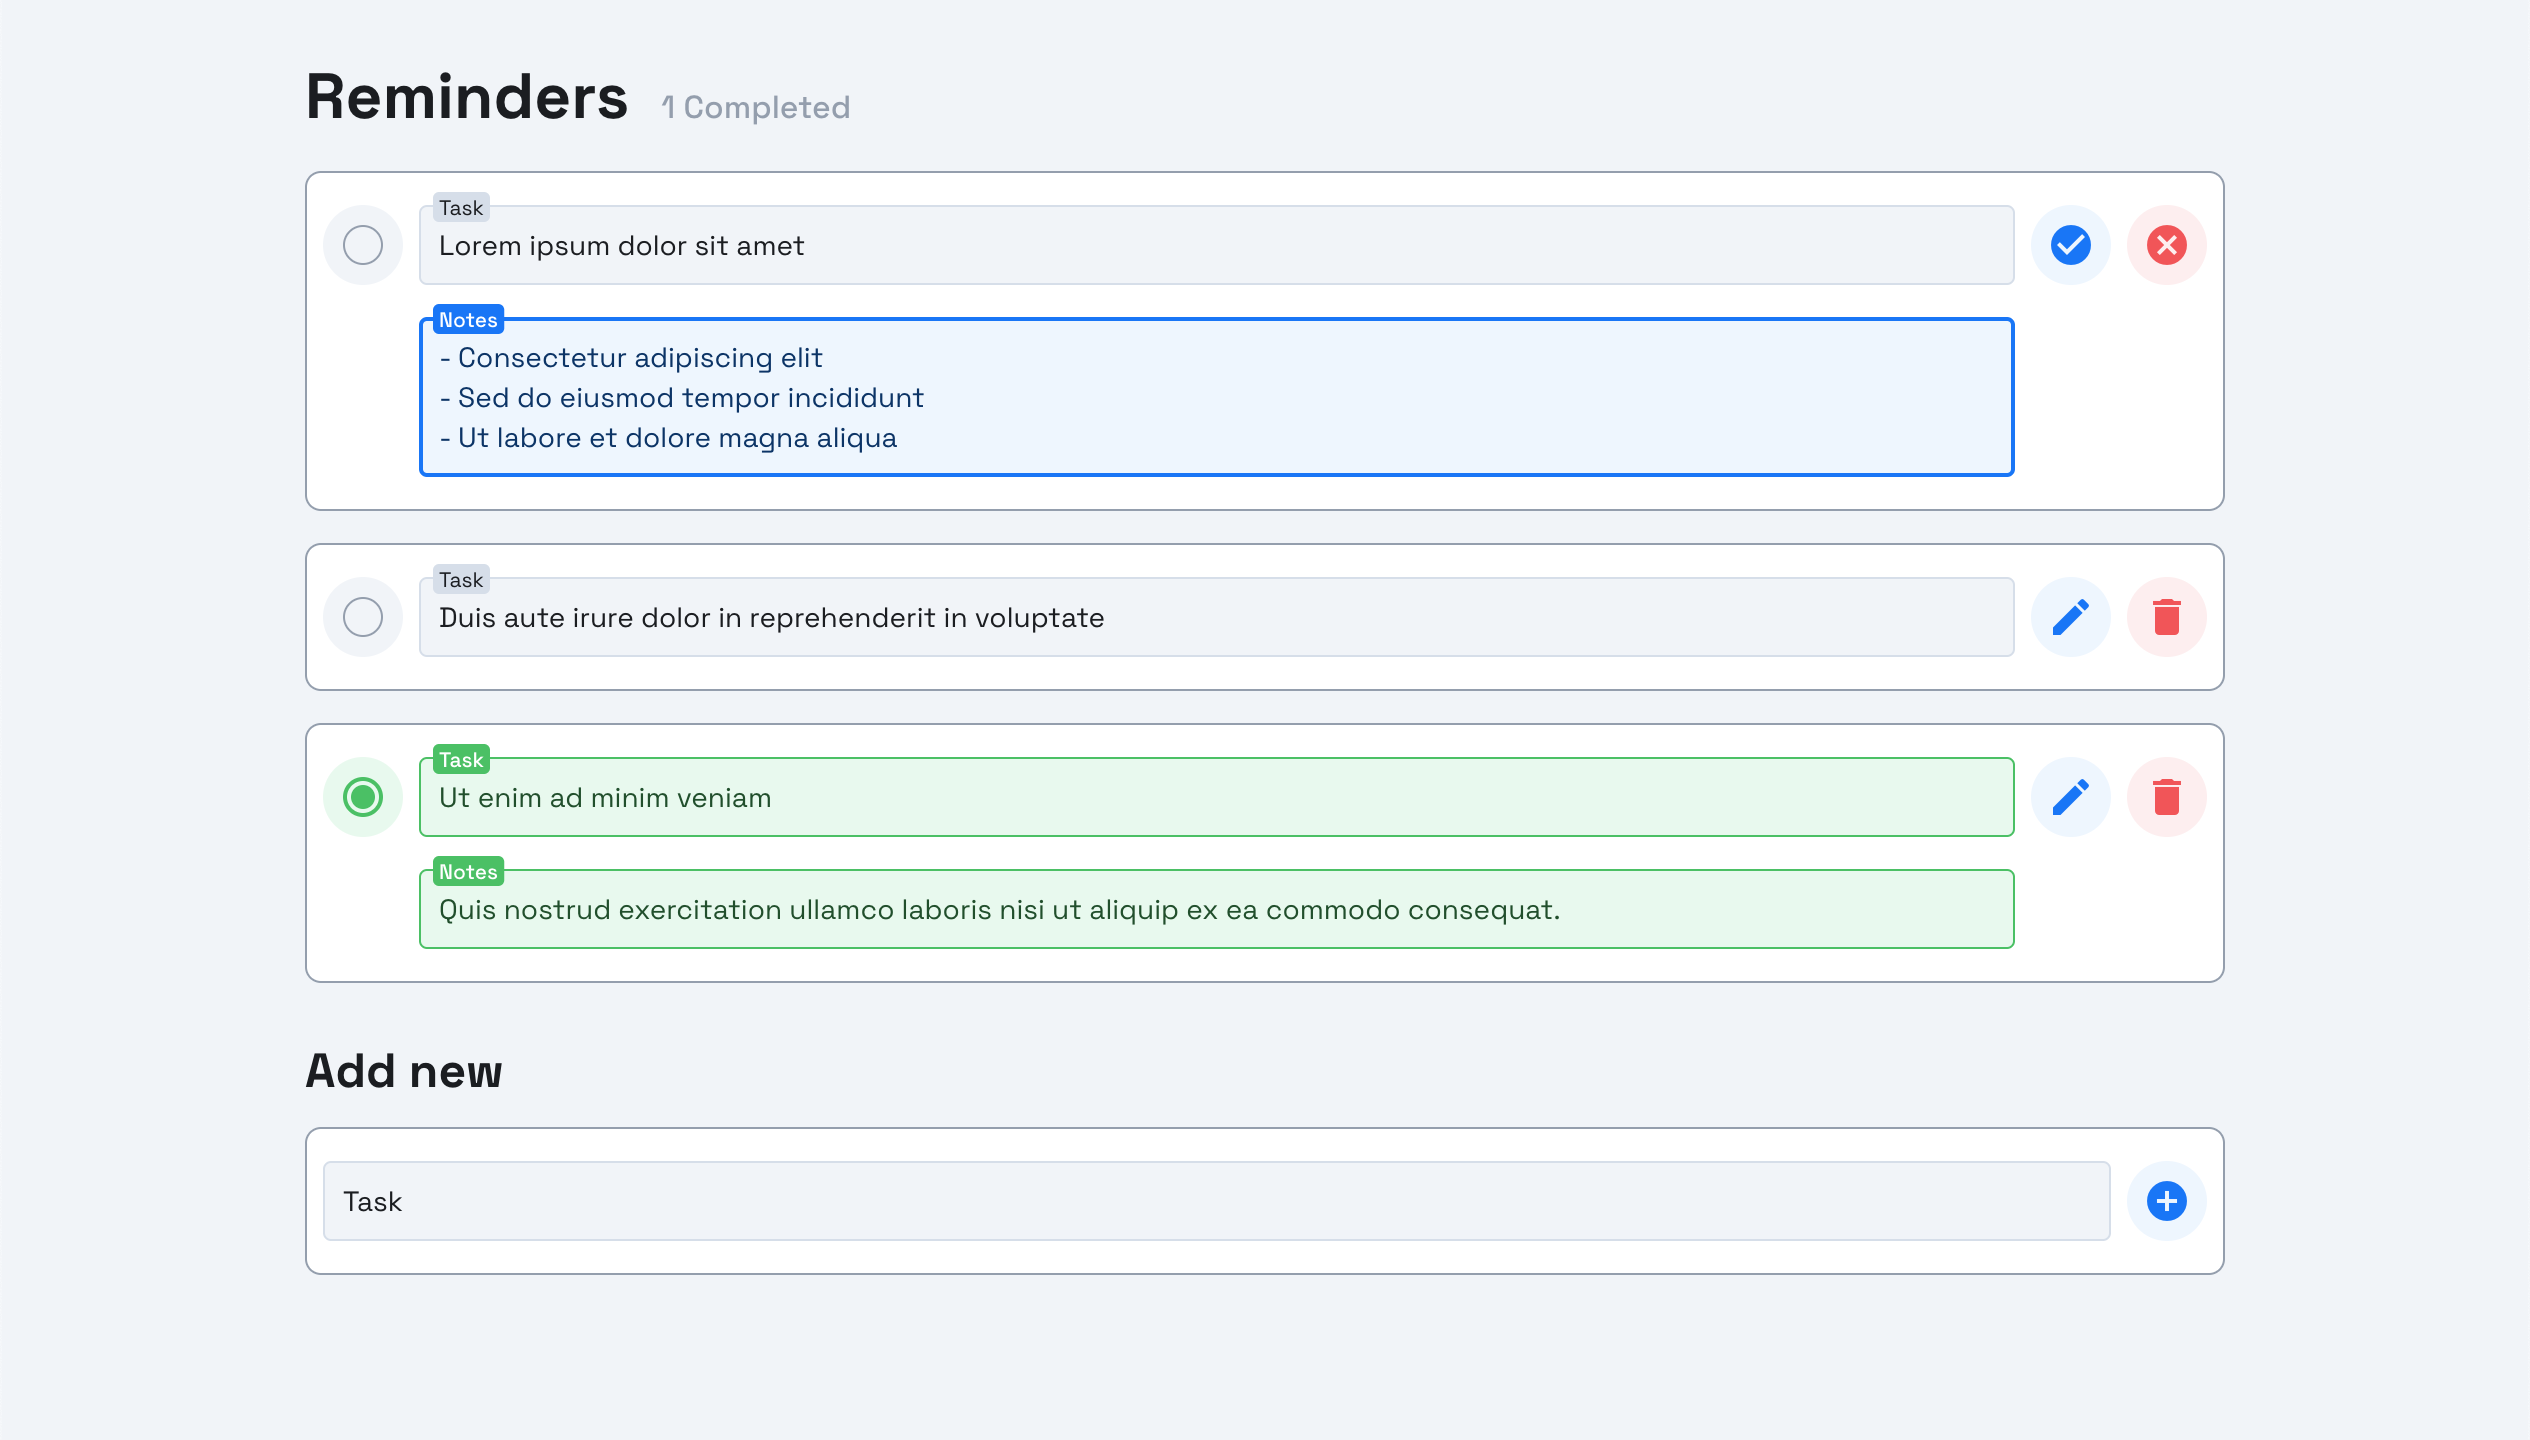 Reminders 1 Completed
Task
Lorem ipsum dolor sit amet
Notes
- Consectetur adipiscing elit
- Sed do eiusmod tempor incididunt
- Ut labore et dolore magna aliqua
Task
Duis aute irure dolor in reprehenderit in voluptate
Task
Ut enim ad minim veniam
Notes
Quis nostrud exercitation ullamco laboris nisi ut aliquip ex ea commodo consequat.
Add new
Task